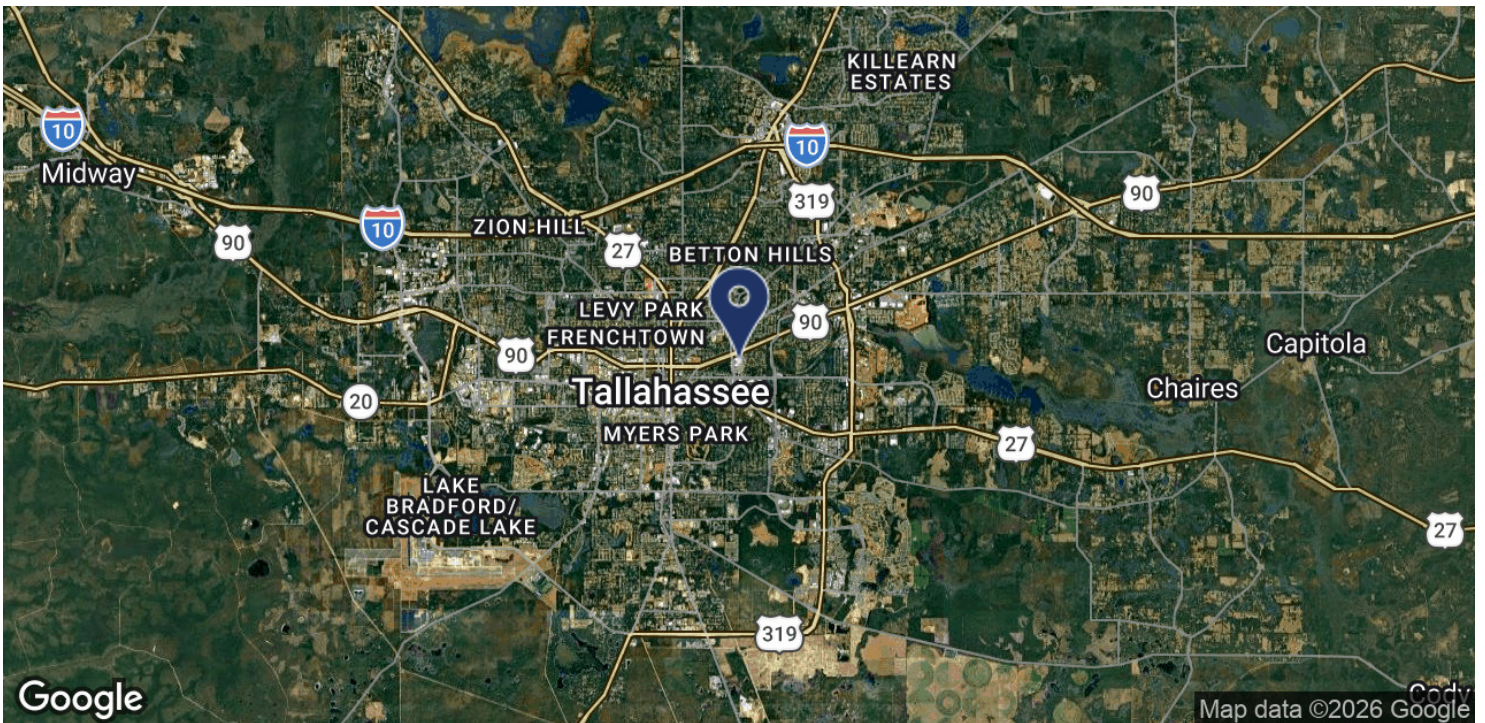 KILLEARN
ESTATES
10
10
Midway
319
90
10
ZION HILL
90
27
BETTON HILLS
LEVY PARK
90
FRENCHTOWN
90
Capitola
Tallahassee
Chaires
20
MYERS PARK
27
LAKE
BRADFORD/
CASCADE LAKE
27
319
Google
Cody
Map data ©2026 Google